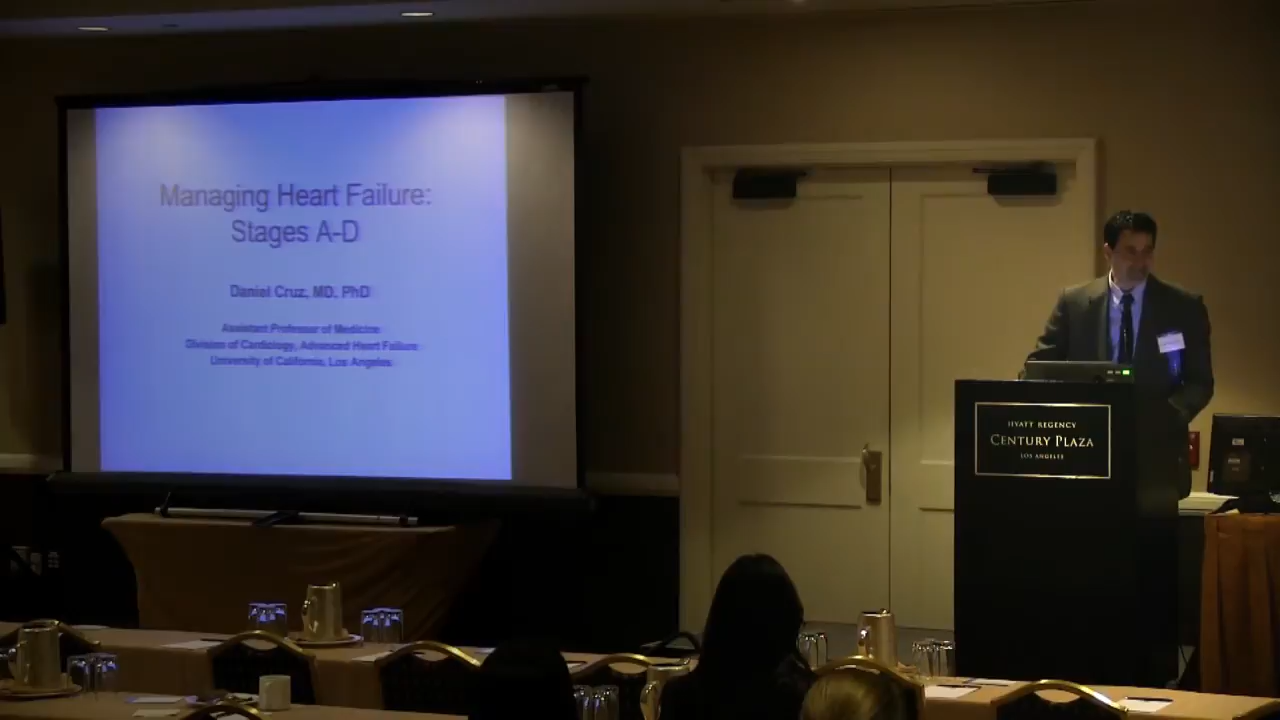 Managing Heart Failure:
Stages A-D
Daniel Cruz, MD, PhD
Assistant Professor of Medicine
Division of Cardiology, Advanced Heart Failure
University of California, Los Angeles
HYATT REGENCY
CENTURY PLAZA
LOS ANGELES